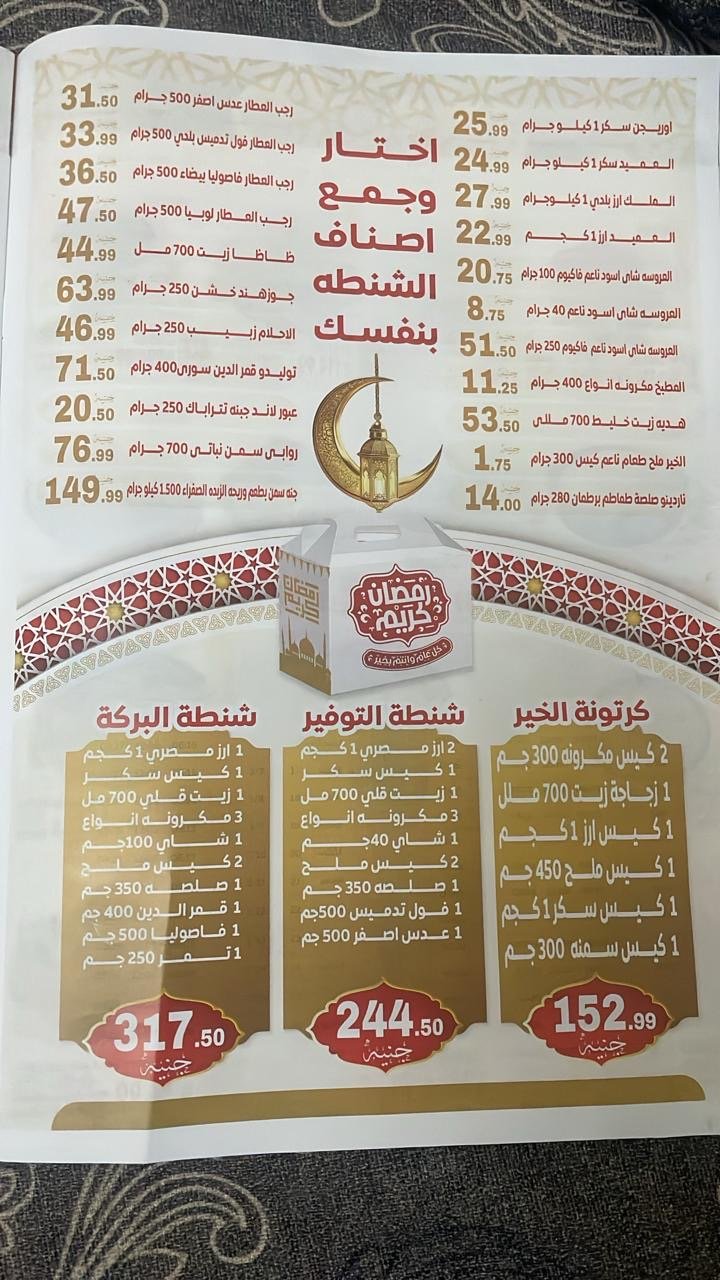 اختار
وجمع
اصناف
الشنطه
بنفسك
اوريجن سكر 1 كيلو جرام 25.99
العميد سكر 1 كيلو جرام 24.99
الملك ارز بلدي 1 كيلوجرام 27.99
العميد ارز 1 كجم 22.99
العروسه شاى اسود ناعم فاكيوم 100 جرام 20.75
العروسه شاى اسود ناعم 40 جرام 8.75
العروسه شاى اسود ناعم فاكيوم 250 جرام 51.50
المطبخ مكرونه انواع 400 جرام 11.25
هديه زيت خليط 700 مللى 53.50
الخير ملح طعام ناعم كيس 300 جرام 1.75
ناردينو صلصة طماطم برطمان 280 جرام 14.00
رجب العطار عدس اصفر 500 جرام 31.50
رجب العطار فول تدميس بلدي 500 جرام 33.99
رجب العطار فاصوليا بيضاء 500 جرام 36.50
رجب العطار لوبيا 500 جرام 47.50
ظاظا زيت 700 مل 44.99
جوزهند خشن 250 جرام 63.99
الاحلام زبيب 250 جرام 46.99
توليدو قمر الدين سورى 400 جرام 71.50
عبور لاند جبنه تتراباك 250 جرام 20.50
روابى سمن نباتى 700 جرام 76.99
جنه سمن بطعم وريحه الزبده الصفراء 1.500 كيلو جرام 149.99
رمضان كريم
رمضان
كريم
كل عام وانتم بخير
كرتونة الخير
2 كيس مكرونه 300 جم
1 زجاجة زيت 700 ملل
1 كيس ارز 1 كجم
1 كيس ملح 450 جم
1 كيس سكر 1 كجم
1 كيس سمنه 300 جم
152.99
جنيه
شنطة التوفير
2 ارز مصري 1 كجم
1 كيس سكر
1 زيت قلي 700 مل
3 مكرونه انواع
1 شاي 40 جم
2 كيس ملح
1 صلصه 350 جم
1 فول تدميس 500 جم
1 عدس اصفر 500 جم
244.50
جنيه
شنطة البركة
1 ارز مصري 1 كجم
1 كيس سكر
1 زيت قلي 700 مل
3 مكرونه انواع
1 شاي 100 جم
2 كيس ملح
1 صلصه 350 جم
1 قمر الدين 400 جم
1 فاصوليا 500 جم
1 تمر 250 جم
317.50
جنيه